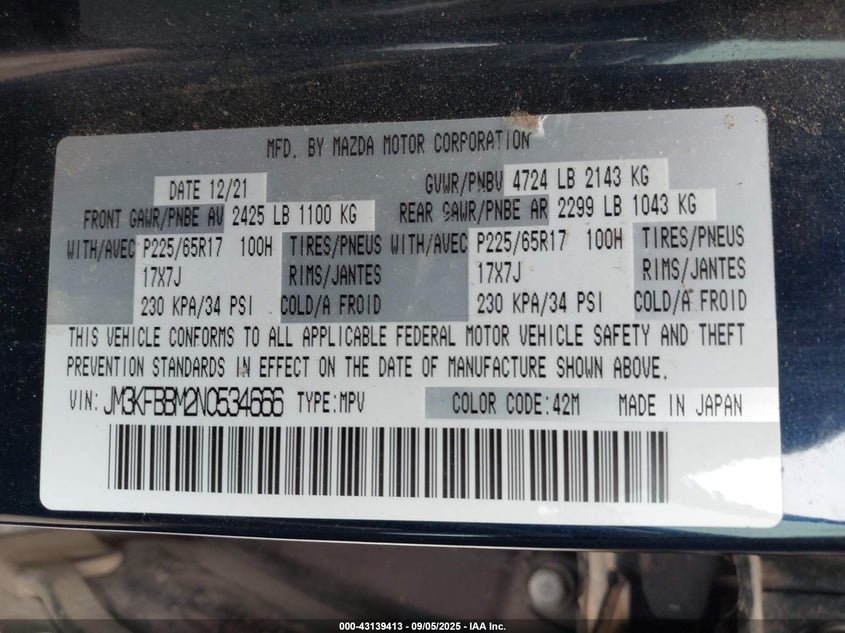 MFD. BY MAZDA MOTOR CORPORATION
DATE 12/21 GVWR/PNBV 4724 LB 2143 KG
FRONT GAWR/PNBE AV 2425 LB 1100 KG REAR GAWR/PNBE AR 2299 LB 1043 KG
WITH/AVEC P225/65R17 100H TIRES/PNEUS WITH/AVEC P225/65R17 100H TIRES/PNEUS
17X7J RIMS/JANTES 17X7J RIMS/JANTES
230 KPA/34 PSI COLD/A FROID 230 KPA/34 PSI COLD/A FROID
THIS VEHICLE CONFORMS TO ALL APPLICABLE FEDERAL MOTOR VEHICLE SAFETY AND THEFT
PREVENTION STANDARDS IN EFFECT ON THE DATE OF MANUFACTURE SHOWN ABOVE.
VIN: JM3KFBBM2N0534666 TYPE:MPV COLOR CODE:42M MADE IN JAPAN
000-43139413 - 09/05/2025 - IAA Inc.